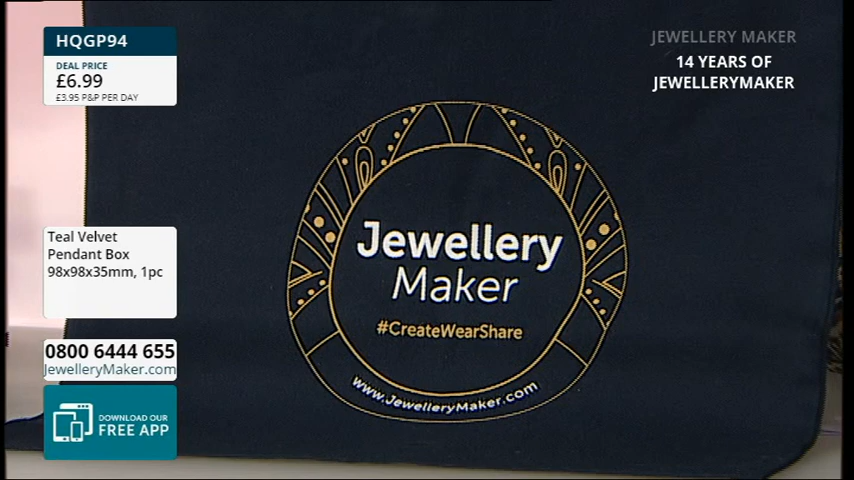 HQGP94
DEAL PRICE
£6.99
£3.95 P&P PER DAY
JEWELLERY MAKER
14 YEARS OF
JEWELLERYMAKER
Jewellery
Maker
#CreateWearShare
www.JewelleryMaker.com
Teal Velvet
Pendant Box
98x98x35mm, 1pc
0800 6444 655
JewelleryMaker.com
DOWNLOAD OUR
FREE APP